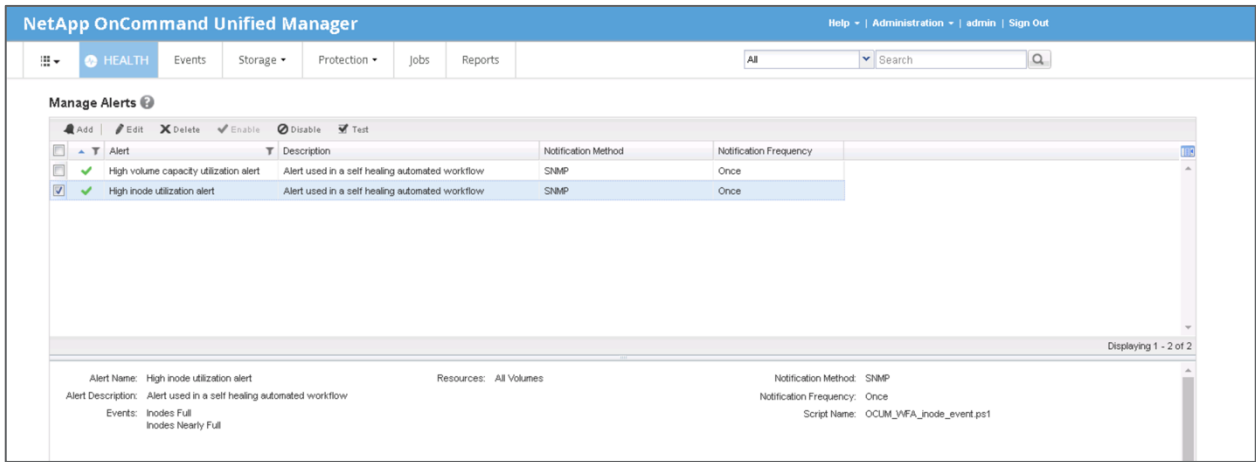 NetApp OnCommand Unified Manager
Help | Administration | admin | Sign Out
HEALTH Events Storage Protection Jobs Reports All Search
Manage Alerts ?
Add | Edit Delete Enable Disable Test
Alert Description Notification Method Notification Frequency
High volume capacity utilization alert Alert used in a self healing automated workflow SNMP Once
High inode utilization alert Alert used in a self healing automated workflow SNMP Once
Displaying 1 - 2 of 2
Alert Name: High inode utilization alert Resources: All Volumes Notification Method: SNMP
Alert Description: Alert used in a self healing automated workflow Notification Frequency: Once
Events: Inodes Full Script Name: OCUM_WFA_inode_event.ps1
Inodes Nearly Full